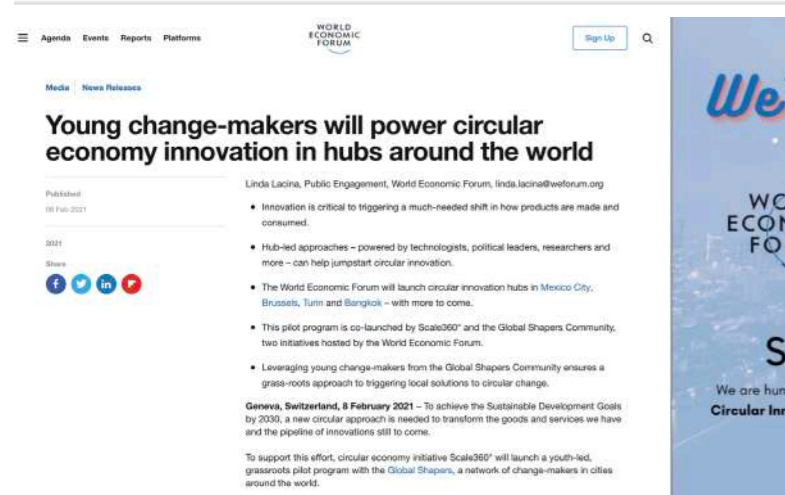 Agenda Events Reports Platforms
WORLD
ECONOMIC
FORUM
Sign Up
Media News Releases
Young change-makers will power circular
economy innovation in hubs around the world
Published
08 Feb 2021
2021
Share
Linda Lacina, Public Engagement, World Economic Forum, linda.lacina@weforum.org
• Innovation is critical to triggering a much-needed shift in how products are made and
consumed.
• Hub-led approaches – powered by technologists, political leaders, researchers and
more – can help jumpstart circular innovation.
• The World Economic Forum will launch circular innovation hubs in Mexico City,
Brussels, Turin and Bangkok – with more to come.
• This pilot program is co-launched by Scale360° and the Global Shapers Community,
two initiatives hosted by the World Economic Forum.
• Leveraging young change-makers from the Global Shapers Community ensures a
grass-roots approach to triggering local solutions to circular change.
Geneva, Switzerland, 8 February 2021 – To achieve the Sustainable Development Goals
by 2030, a new circular approach is needed to transform the goods and services we have
and the pipeline of innovations still to come.
To support this effort, circular economy initiative Scale360° will launch a youth-led,
grassroots pilot program with the Global Shapers, a network of change-makers in cities
around the world.
We'
WO
ECON
FO
S
We are hun
Circular Inn